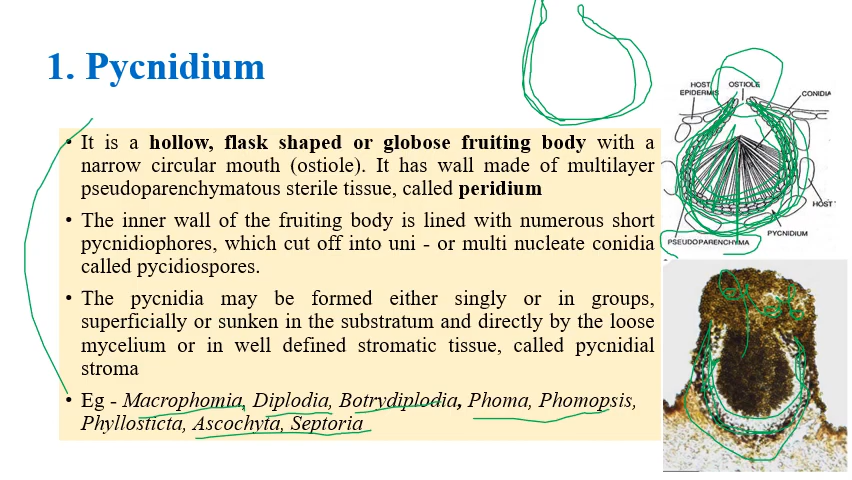 1. Pycnidium
• It is a hollow, flask shaped or globose fruiting body with a
narrow circular mouth (ostiole). It has wall made of multilayer
pseudoparenchymatous sterile tissue, called peridium
• The inner wall of the fruiting body is lined with numerous short
pycnidiophores, which cut off into uni - or multi nucleate conidia
called pycidiospores.
• The pycnidia may be formed either singly or in groups,
superficially or sunken in the substratum and directly by the loose
mycelium or in well defined stromatic tissue, called pycnidial
stroma
• Eg - Macrophomia, Diplodia, Botrydiplodia, Phoma, Phomopsis,
Phyllosticta, Ascochyta, Septoria
HOST
EPIDERMIS
OSTIOLE
CONIDIA
HOST
PYCNIDIUM
PSEUDOPARENCHYMA